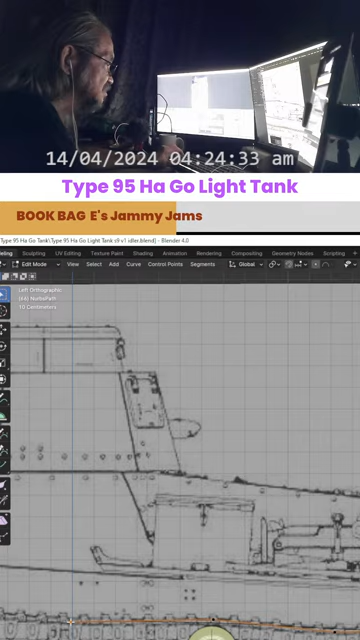 14/04/2024 04:24:33 am
Type 95 Ha Go Light Tank
BOOK BAG E's Jammy Jams
Type 95 Ha Go Light Tank\Type 95 Ha Go Light Tank c9 v1 idler.blend] - Blender 4.0
Sculpting UV Editing Texture Paint Shading Animation Rendering Compositing Geometry Nodes Scripting
Edit Mode View Select Add Curve Control Points Segments Global
Left Orthographic
(66) NurbsPath
10 Centimeters